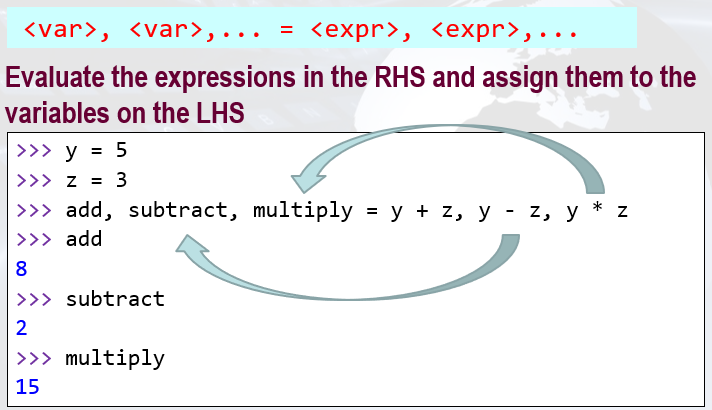 <var>, <var>,... = <expr>, <expr>,...
Evaluate the expressions in the RHS and assign them to the
variables on the LHS
>>> y = 5
>>> z = 3
>>> add, subtract, multiply = y + z, y - z, y * z
>>> add
8
>>> subtract
2
>>> multiply
15